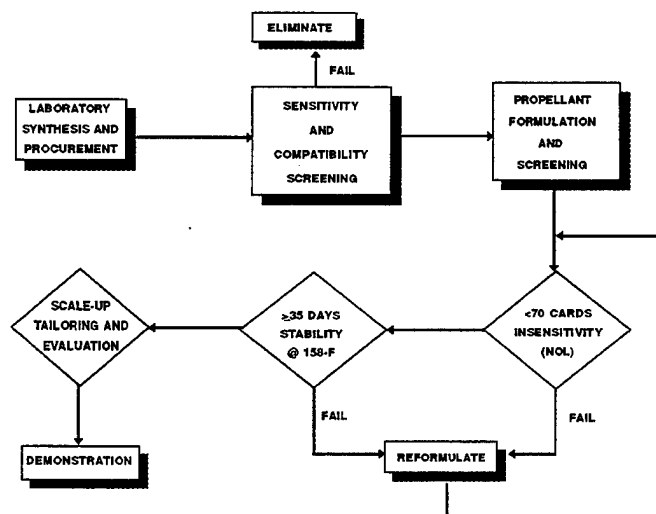 ELIMINATE
FAIL
LABORATORY
SYNTHESIS AND
PROCUREMENT
SENSITIVITY
AND
COMPATIBILITY
SCREENING
PROPELLANT
FORMULATION
AND
SCREENING
SCALE-UP
TAILORING AND
EVALUATION
≥35 DAYS
STABILITY
@ 158-F
<70 CARDS
INSENSITIVITY
(NOL)
FAIL
FAIL
DEMONSTRATION
REFORMULATE